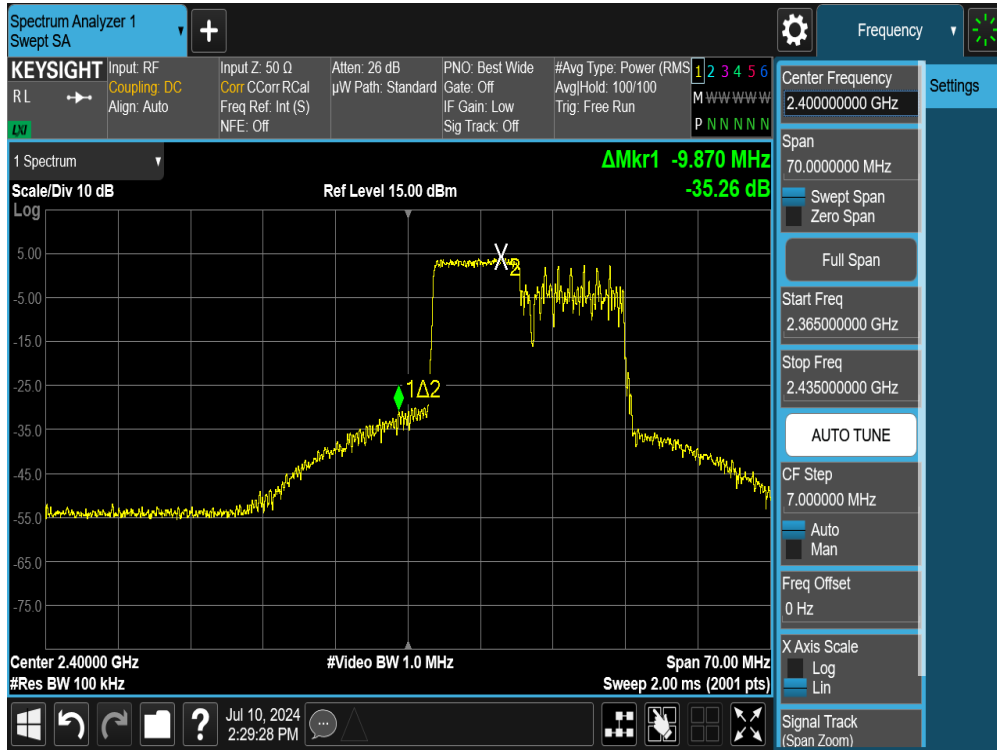 Spectrum Analyzer 1
Swept SA
+
Frequency
KEYSIGHT
R L
LXI
Input: RF
Coupling: DC
Align: Auto
Input Z: 50 Ω
Corr CCorr RCal
Freq Ref: Int (S)
NFE: Off
Atten: 26 dB
µW Path: Standard
PNO: Best Wide
Gate: Off
IF Gain: Low
Sig Track: Off
#Avg Type: Power (RMS
Avg|Hold: 100/100
Trig: Free Run
1 2 3 4 5 6
M W W W W W
P N N N N N
1 Spectrum
ΔMkr1 -9.870 MHz
-35.26 dB
Scale/Div 10 dB
Ref Level 15.00 dBm
Log
5.00
-5.00
-15.0
-25.0
-35.0
-45.0
-55.0
-65.0
-75.0
X2
1Δ2
Center 2.40000 GHz
#Video BW 1.0 MHz
Span 70.00 MHz
#Res BW 100 kHz
Sweep 2.00 ms (2001 pts)
Center Frequency
2.400000000 GHz
Settings
Span
70.0000000 MHz
Swept Span
Zero Span
Full Span
Start Freq
2.365000000 GHz
Stop Freq
2.435000000 GHz
AUTO TUNE
CF Step
7.000000 MHz
Auto
Man
Freq Offset
0 Hz
X Axis Scale
Log
Lin
Signal Track
(Span Zoom)
?
Jul 10, 2024
2:29:28 PM